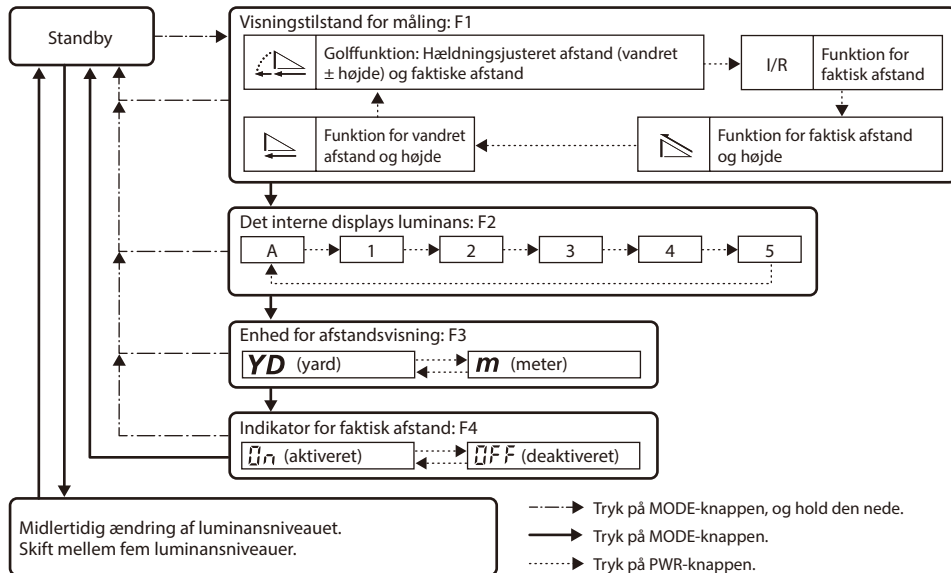 Standby
Visningstilstand for måling: F1
Golffunktion: Hældningsjusteret afstand (vandret
± højde) og faktiske afstand
I/R
Funktion for
faktisk afstand
Funktion for vandret
afstand og højde
Funktion for faktisk afstand
og højde
Det interne displays luminans: F2
A
1
2
3
4
5
Enhed for afstandsvisning: F3
YD (yard)
m (meter)
Indikator for faktisk afstand: F4
On (aktiveret)
OFF (deaktiveret)
Midlertidig ændring af luminansniveauet.
Skift mellem fem luminansniveauer.
Tryk på MODE-knappen, og hold den nede.
Tryk på MODE-knappen.
Tryk på PWR-knappen.